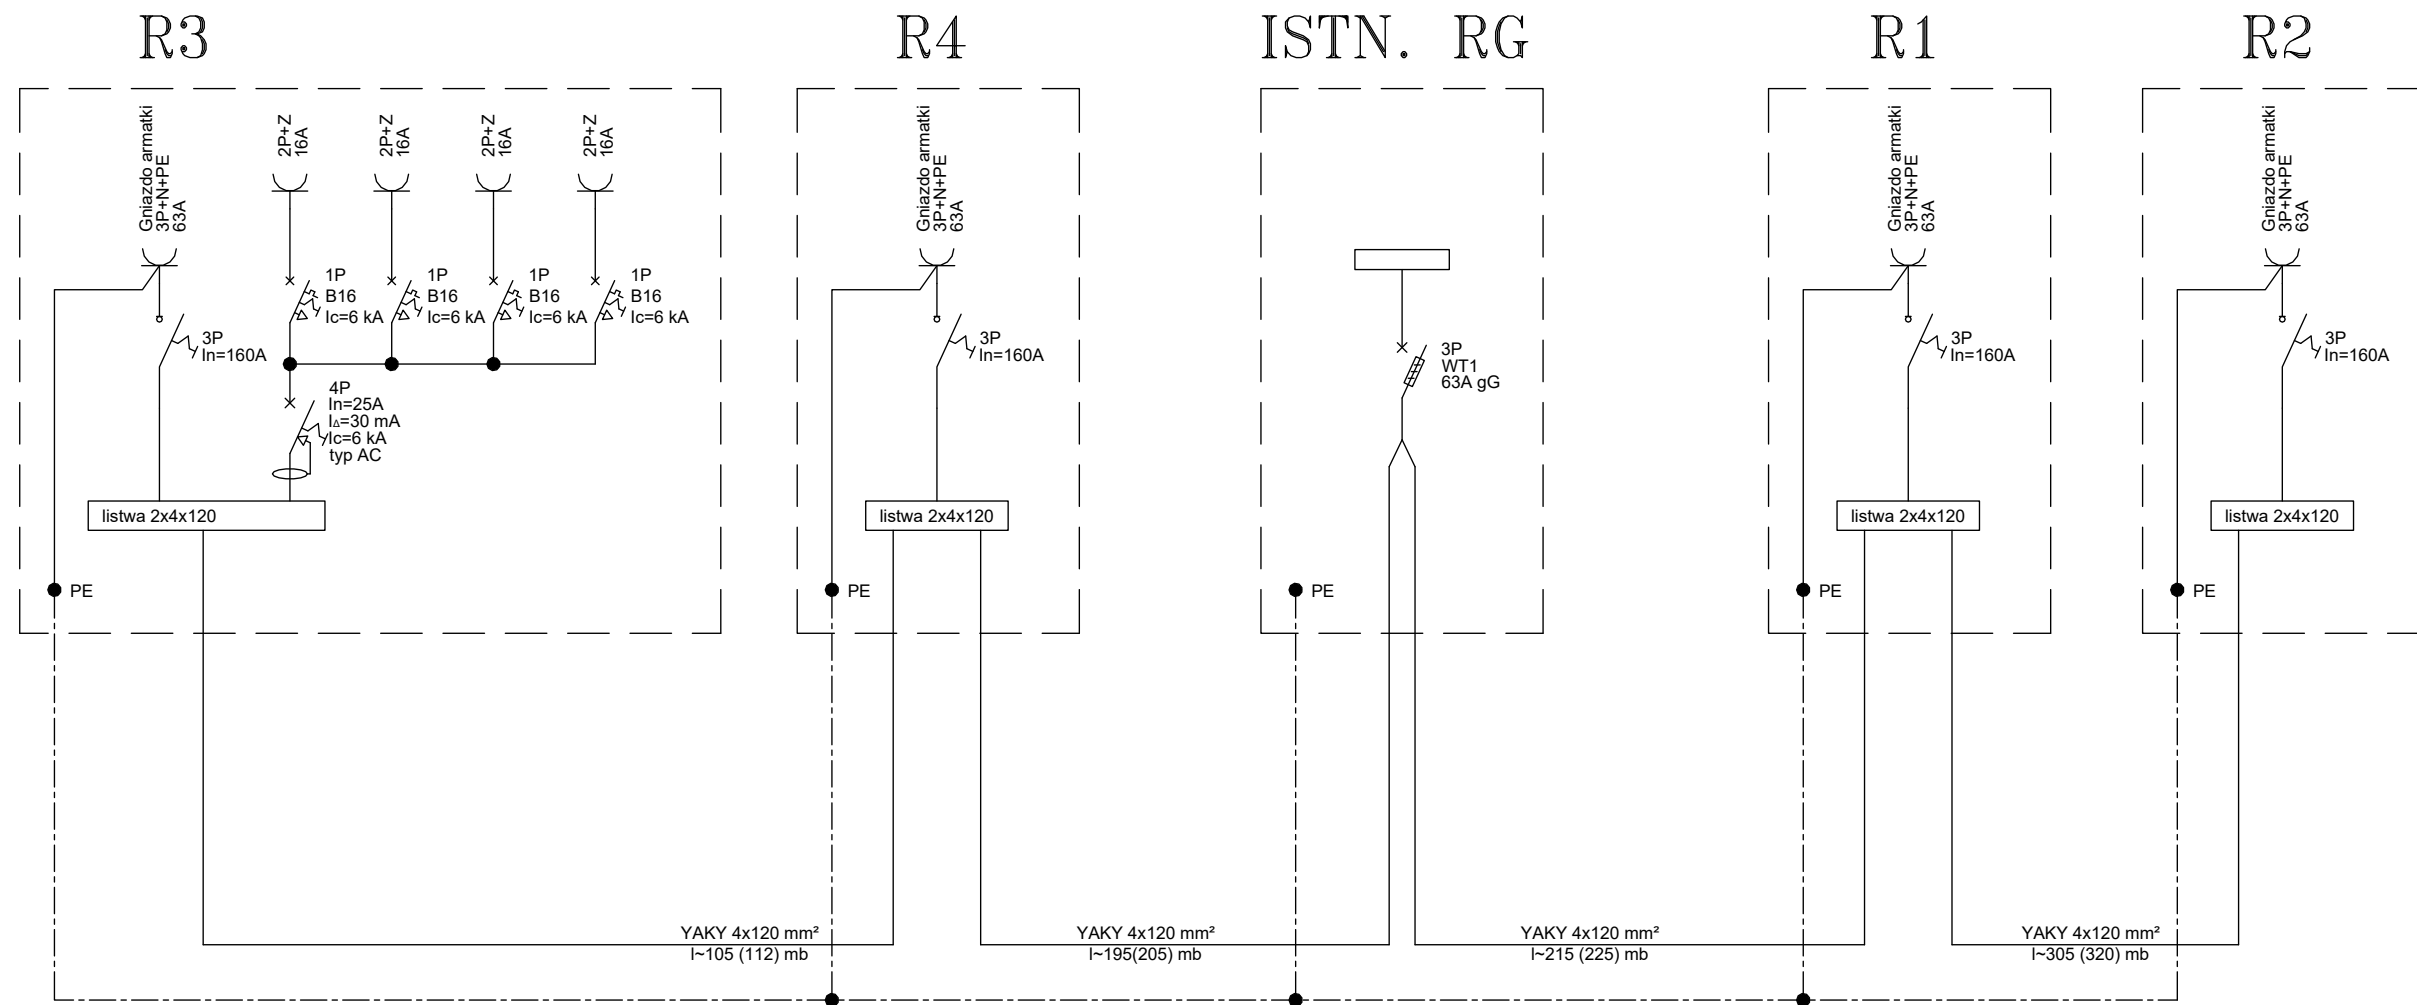 R3
R4
ISTN. RG
R1
R2
Gniazdo armatki
3P+N+PE
63A
2P+Z
16A
2P+Z
16A
2P+Z
16A
2P+Z
16A
1P
B16
Ic=6 kA
1P
B16
Ic=6 kA
1P
B16
Ic=6 kA
1P
B16
Ic=6 kA
3P
In=160A
4P
In=25A
I△=30 mA
Ic=6 kA
typ AC
listwa 2x4x120
PE
Gniazdo armatki
3P+N+PE
63A
3P
In=160A
listwa 2x4x120
PE
3P
WT1
63A gG
PE
Gniazdo armatki
3P+N+PE
63A
3P
In=160A
listwa 2x4x120
PE
Gniazdo armatki
3P+N+PE
63A
3P
In=160A
listwa 2x4x120
PE
YAKY 4x120 mm²
l~105 (112) mb
YAKY 4x120 mm²
l~195(205) mb
YAKY 4x120 mm²
l~215 (225) mb
YAKY 4x120 mm²
l~305 (320) mb